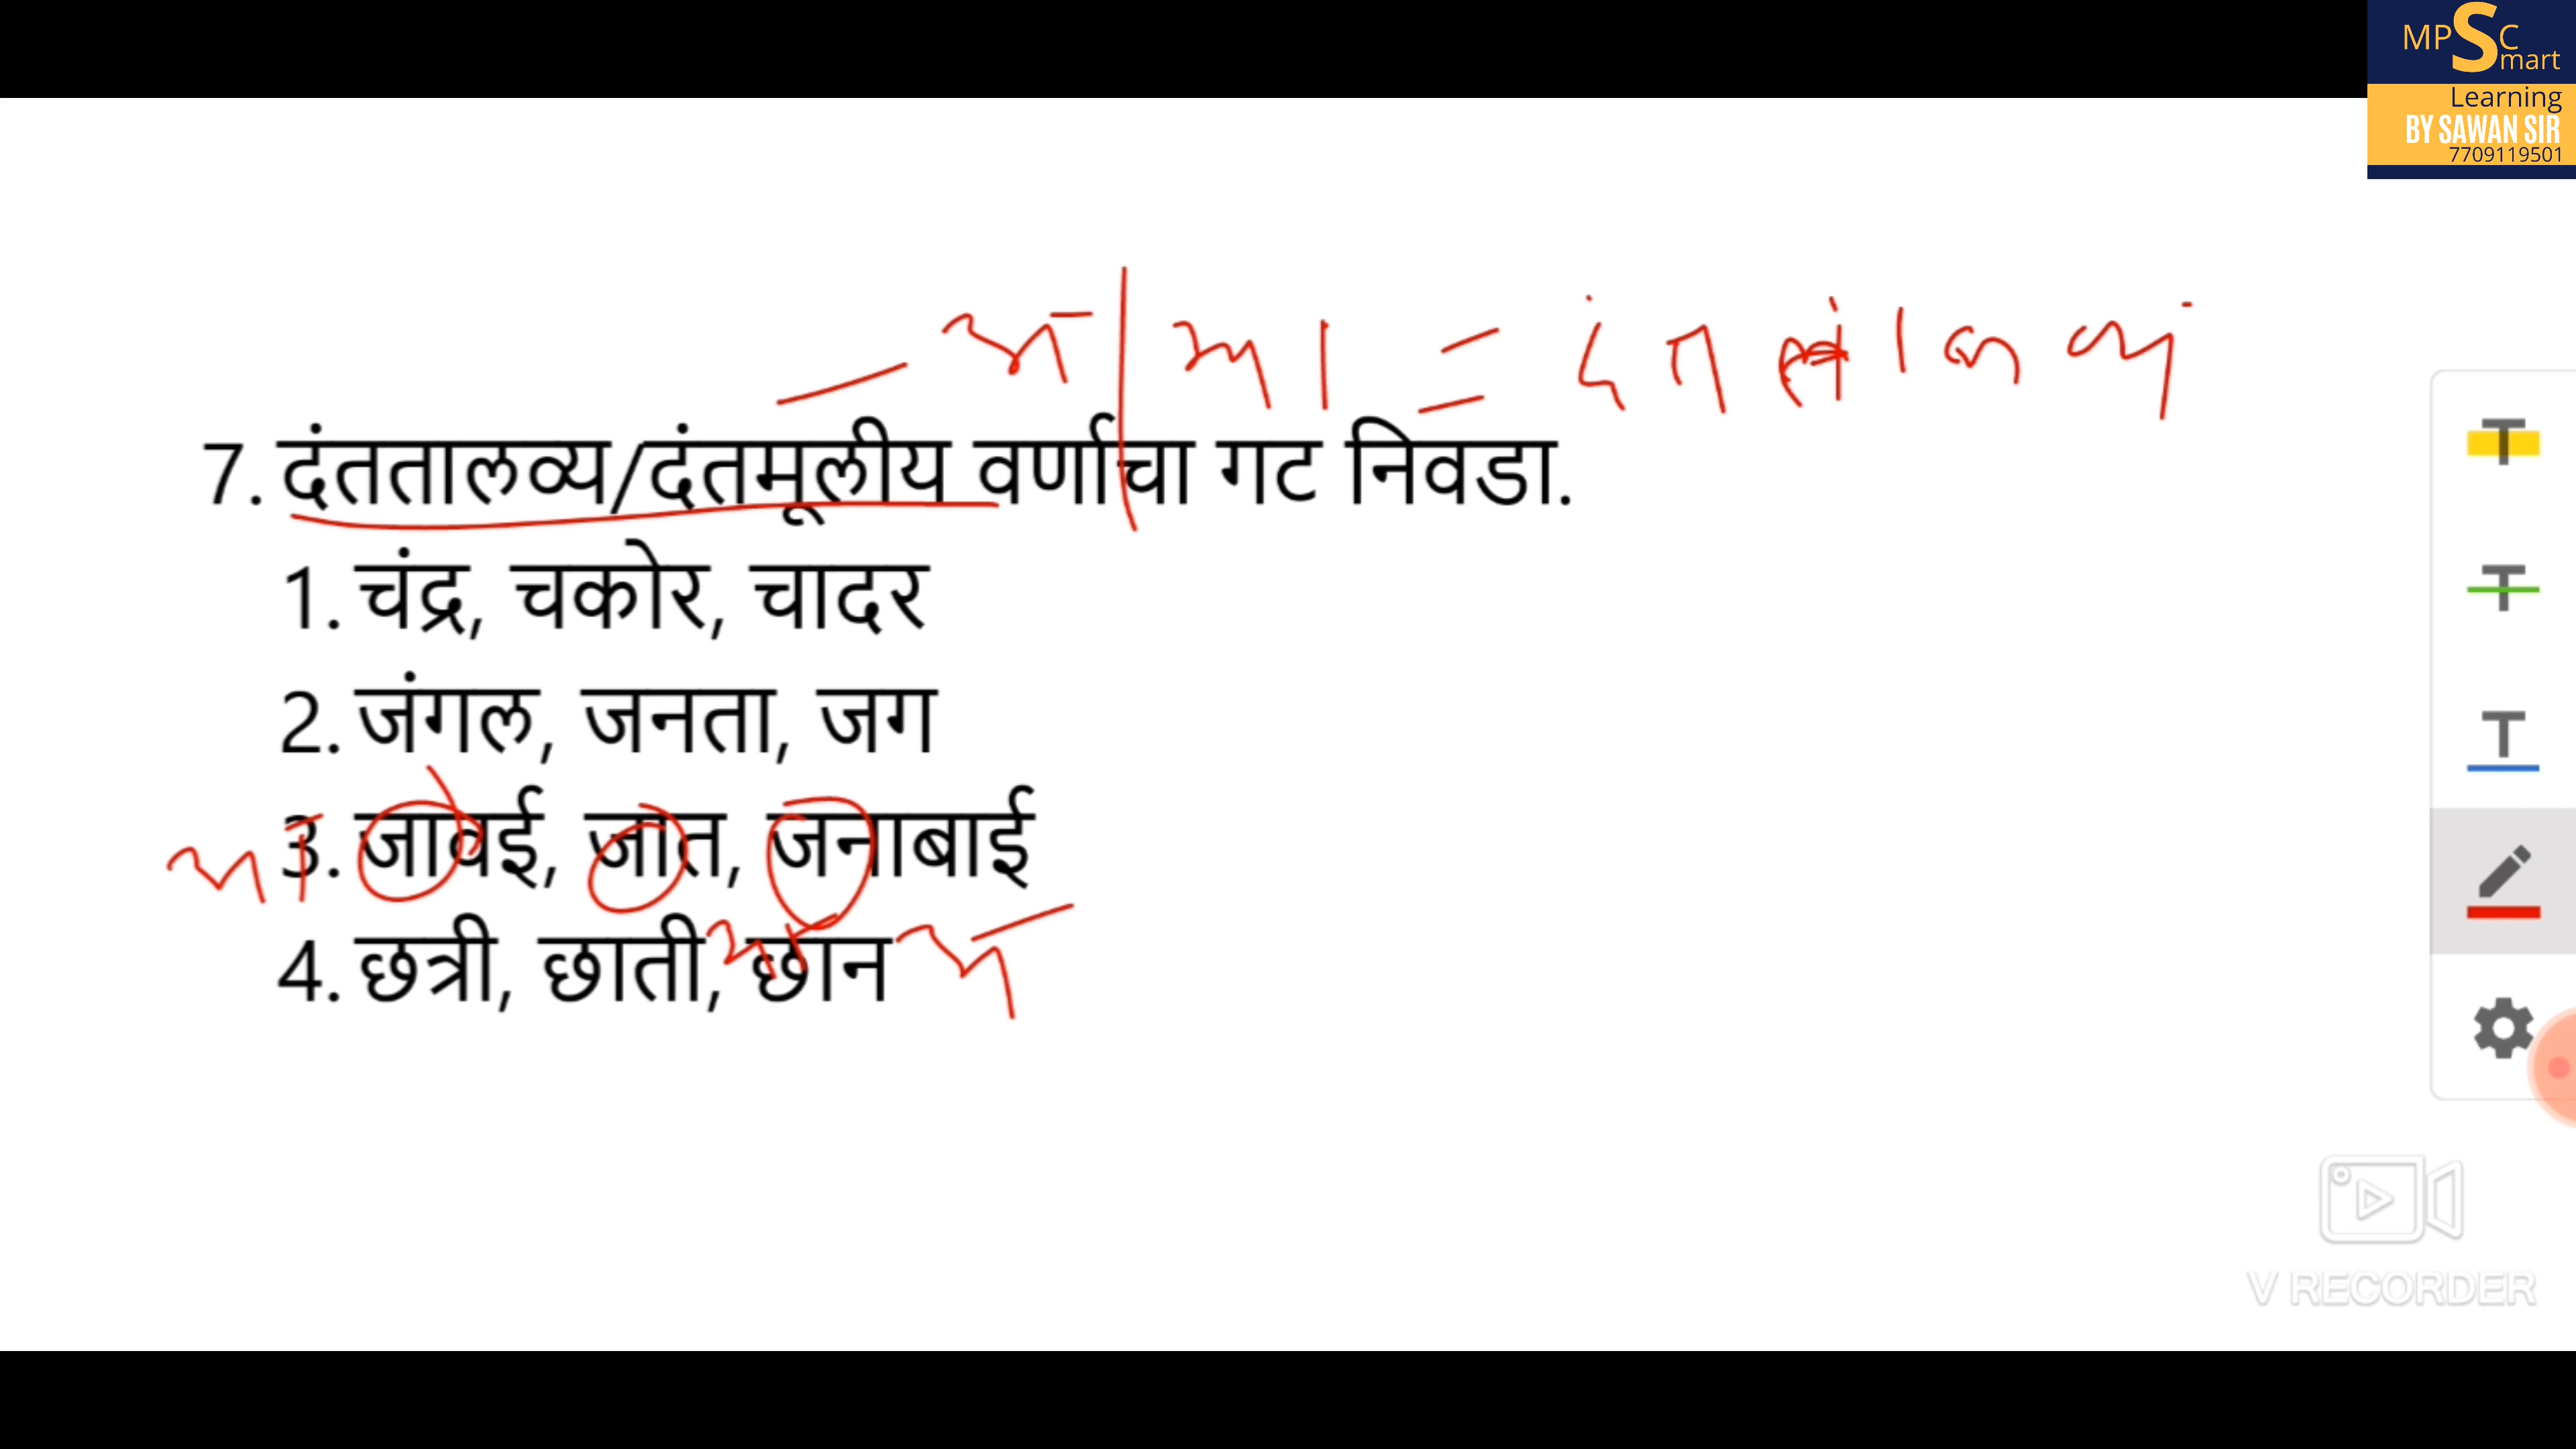 MPSC
Smart
Learning
BY SAWAN SIR
7709119501
7. दंततालव्य/दंतमूलीय वर्णाचा गट निवडा.
1. चंद्र, चकोर, चादर
2. जंगल, जनता, जग
3. जावई, जात, जनाबाई
4. छत्री, छाती, छान
V RECORDER